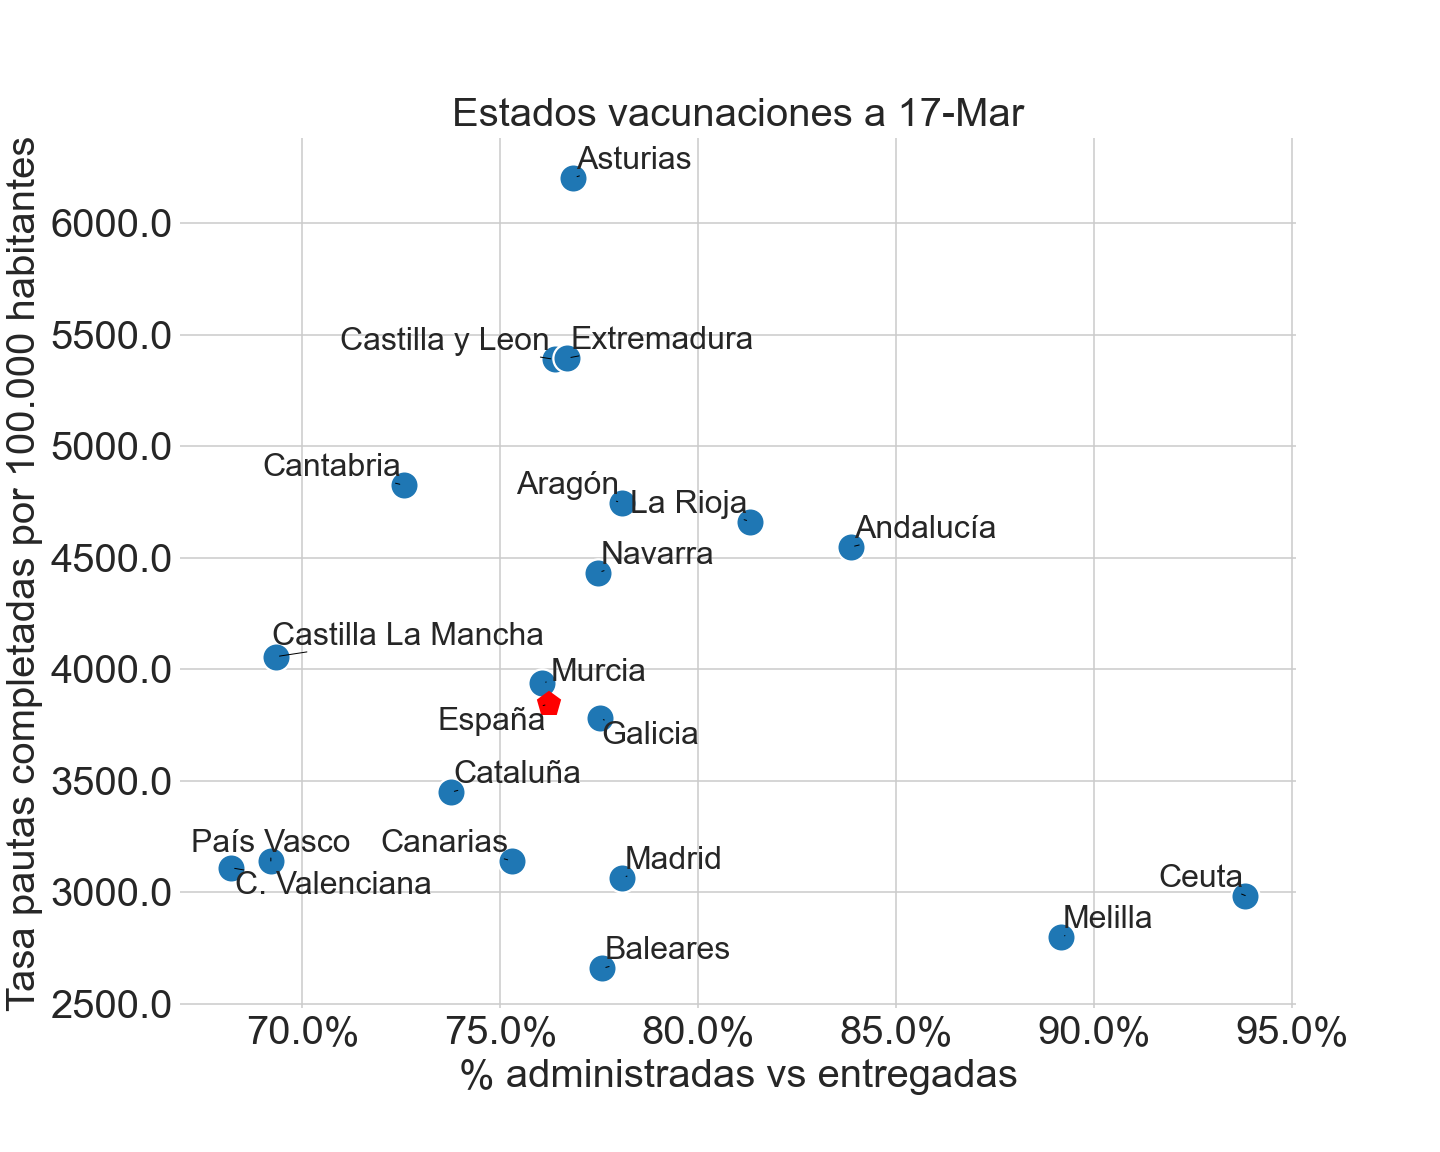 Estados vacunaciones a 17-Mar
Tasa pautas completadas por 100.000 habitantes
6000.0
5500.0
5000.0
4500.0
4000.0
3500.0
3000.0
2500.0
Asturias
Castilla y Leon
Extremadura
Cantabria
Aragón
La Rioja
Andalucía
Navarra
Castilla La Mancha
Murcia
España
Galicia
Cataluña
País Vasco
Canarias
Madrid
C. Valenciana
Ceuta
Melilla
Baleares
70.0%
75.0%
80.0%
85.0%
90.0%
95.0%
% administradas vs entregadas